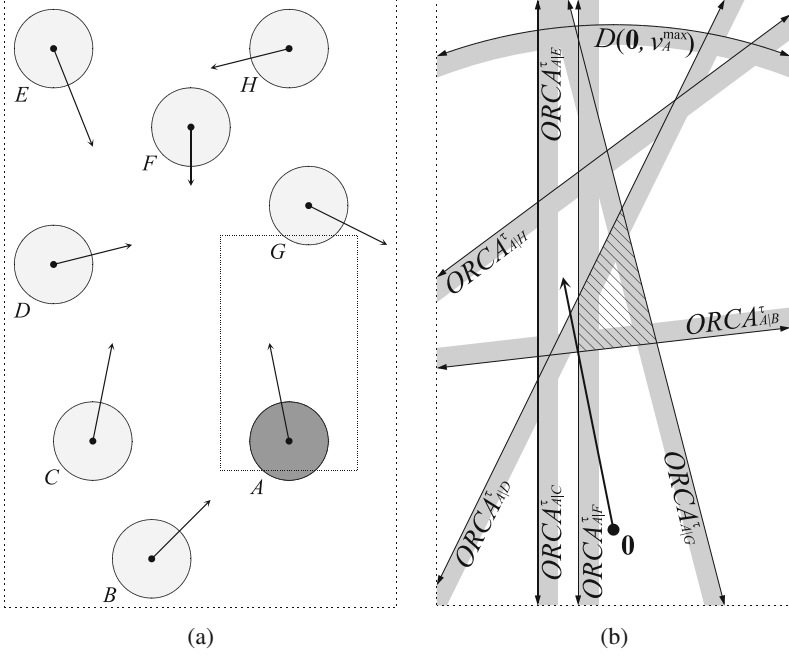 E
H
F
G
D
C
A
B
(a)
D(0, v_A^max)
ORCA^τ_A|E
ORCA^τ_A|H
ORCA^τ_A|B
ORCA^τ_A|D
ORCA^τ_A|C
ORCA^τ_A|F
ORCA^τ_A|G
0
(b)